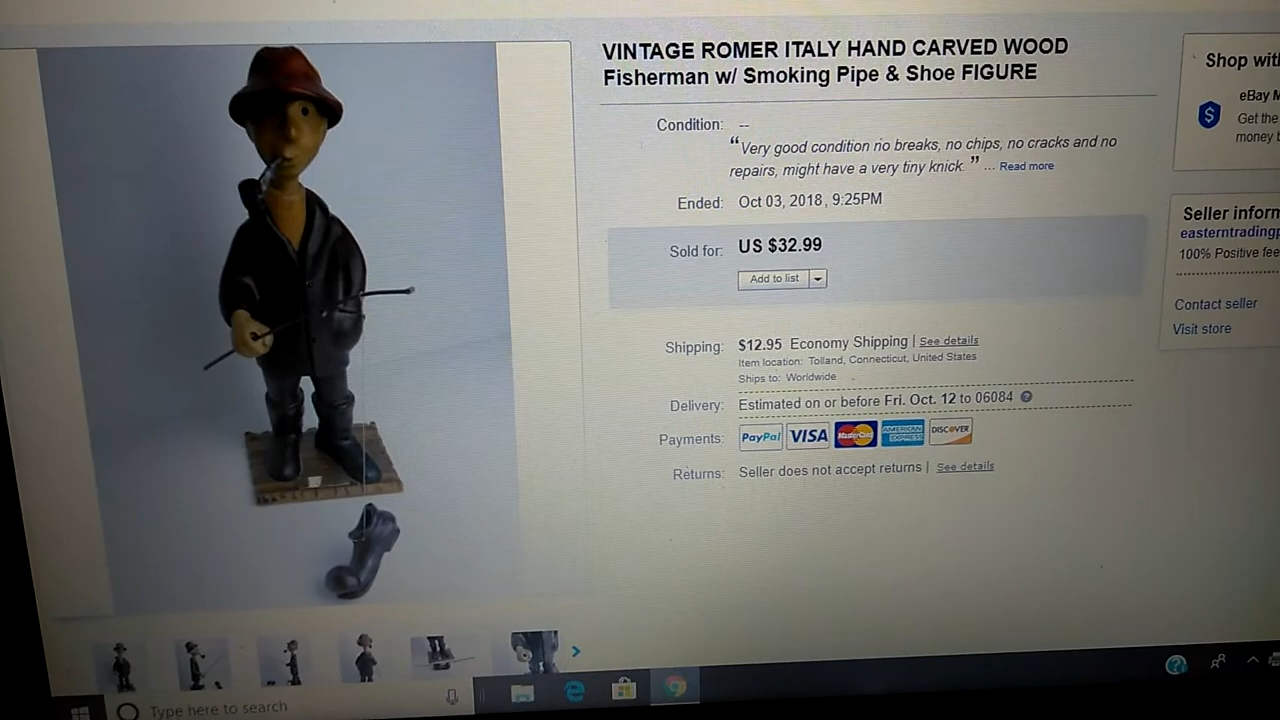 VINTAGE ROMER ITALY HAND CARVED WOOD
Fisherman w/ Smoking Pipe & Shoe FIGURE
Condition: --
“Very good condition no breaks, no chips, no cracks and no
repairs, might have a very tiny knick. ” ... Read more
Ended: Oct 03, 2018, 9:25PM
Sold for: US $32.99
Add to list
Shipping: $12.95 Economy Shipping | See details
Item location: Tolland, Connecticut, United States
Ships to: Worldwide
Delivery: Estimated on or before Fri. Oct. 12 to 06084
Payments: PayPal VISA MasterCard AMERICAN EXPRESS DISCOVER
Returns: Seller does not accept returns | See details
Shop with
eBay M
Get the
money b
Seller inform
easterntradingp
100% Positive fee
Contact seller
Visit store
Type here to search